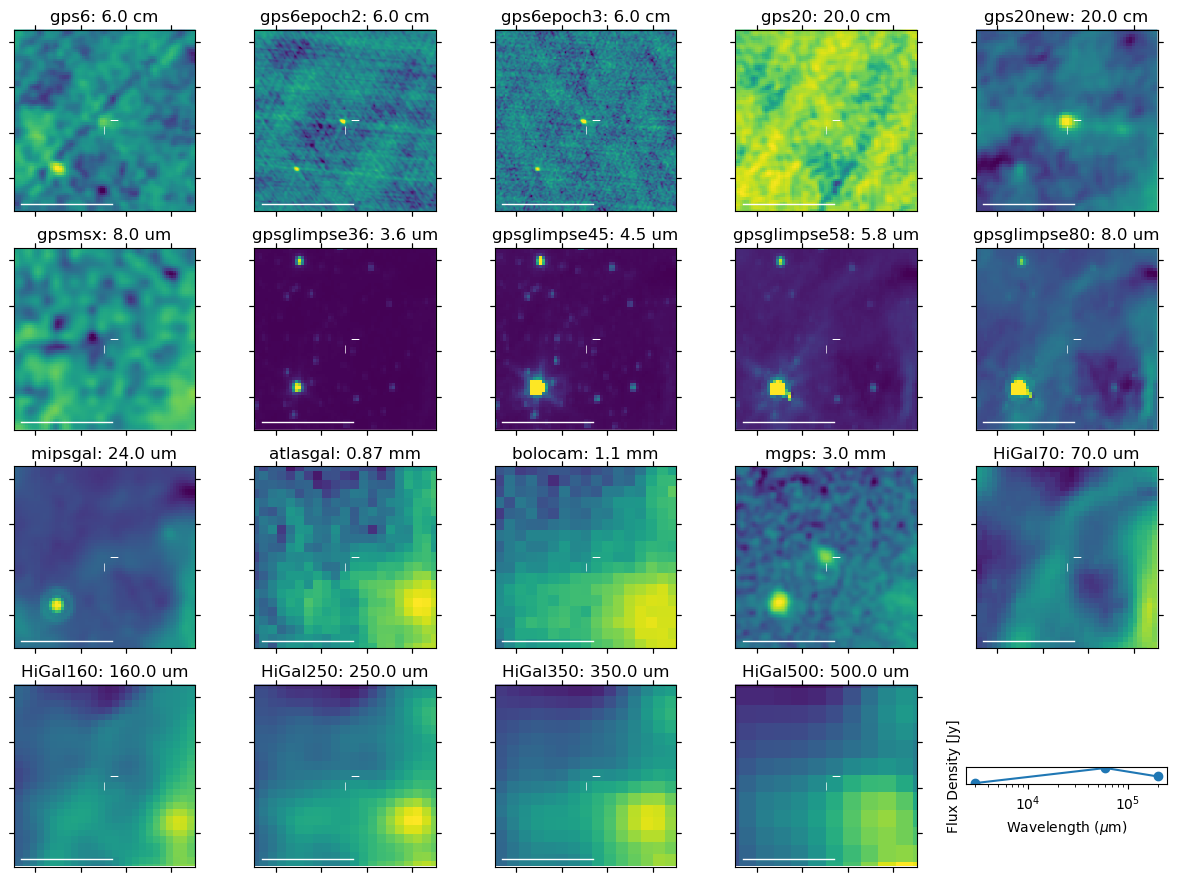 gps6: 6.0 cm
gps6epoch2: 6.0 cm
gps6epoch3: 6.0 cm
gps20: 20.0 cm
gps20new: 20.0 cm
gpsmsx: 8.0 um
gpsglimpse36: 3.6 um
gpsglimpse45: 4.5 um
gpsglimpse58: 5.8 um
gpsglimpse80: 8.0 um
mipsgal: 24.0 um
atlasgal: 0.87 mm
bolocam: 1.1 mm
mgps: 3.0 mm
HiGal70: 70.0 um
HiGal160: 160.0 um
HiGal250: 250.0 um
HiGal350: 350.0 um
HiGal500: 500.0 um
Flux Density [Jy]
10⁴
10⁵
Wavelength (μm)